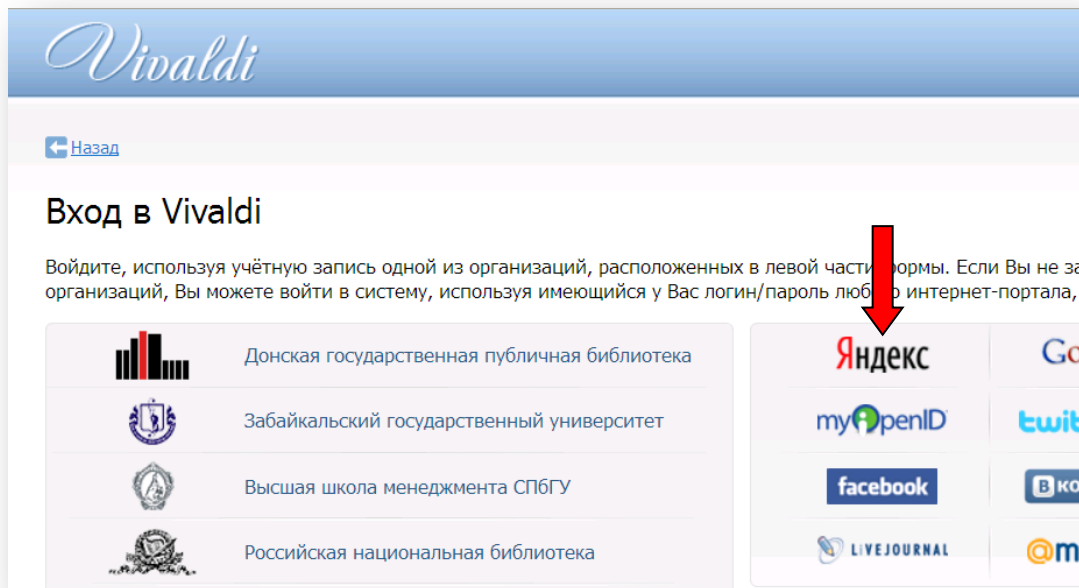 Vivaldi
Назад
Вход в Vivaldi
Войдите, используя учётную запись одной из организаций, расположенных в левой части формы. Если Вы не
организаций, Вы можете войти в систему, используя имеющийся у Вас логин/пароль интернет-портала,
Донская государственная публичная библиотека
Яндекс
Забайкальский государственный университет
myOpenID
Высшая школа менеджмента СПбГУ
facebook
Российская национальная библиотека
LIVEJOURNAL